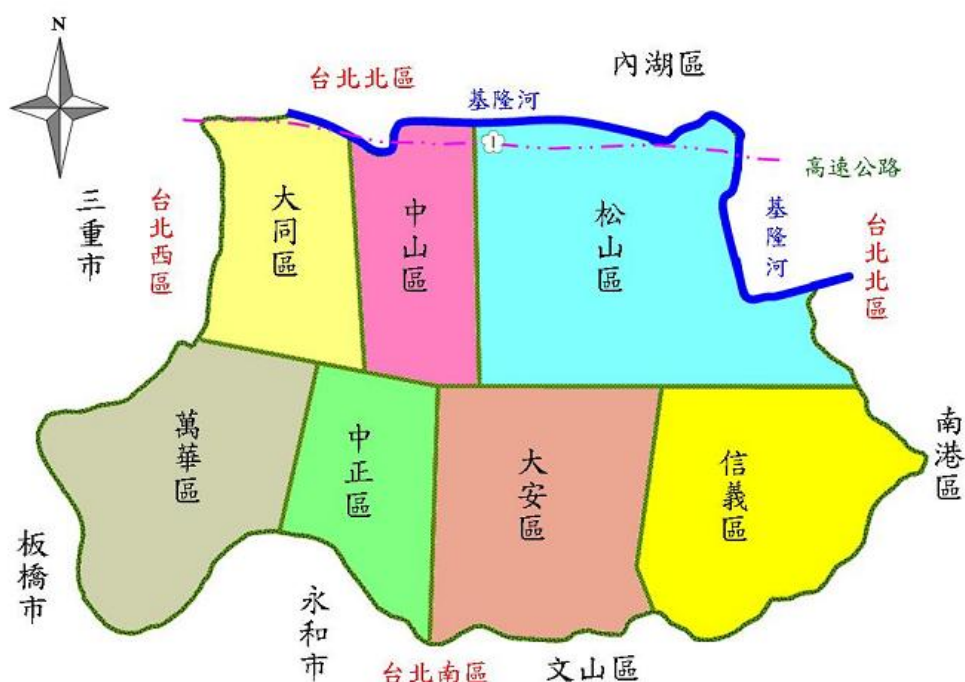 N
台北北區
內湖區
基隆河
1
高速公路
三重市
台北西區
大同區
中山區
松山區
基隆河
台北北區
萬華區
中正區
大安區
信義區
南港區
板橋市
永和市
台北南區
文山區